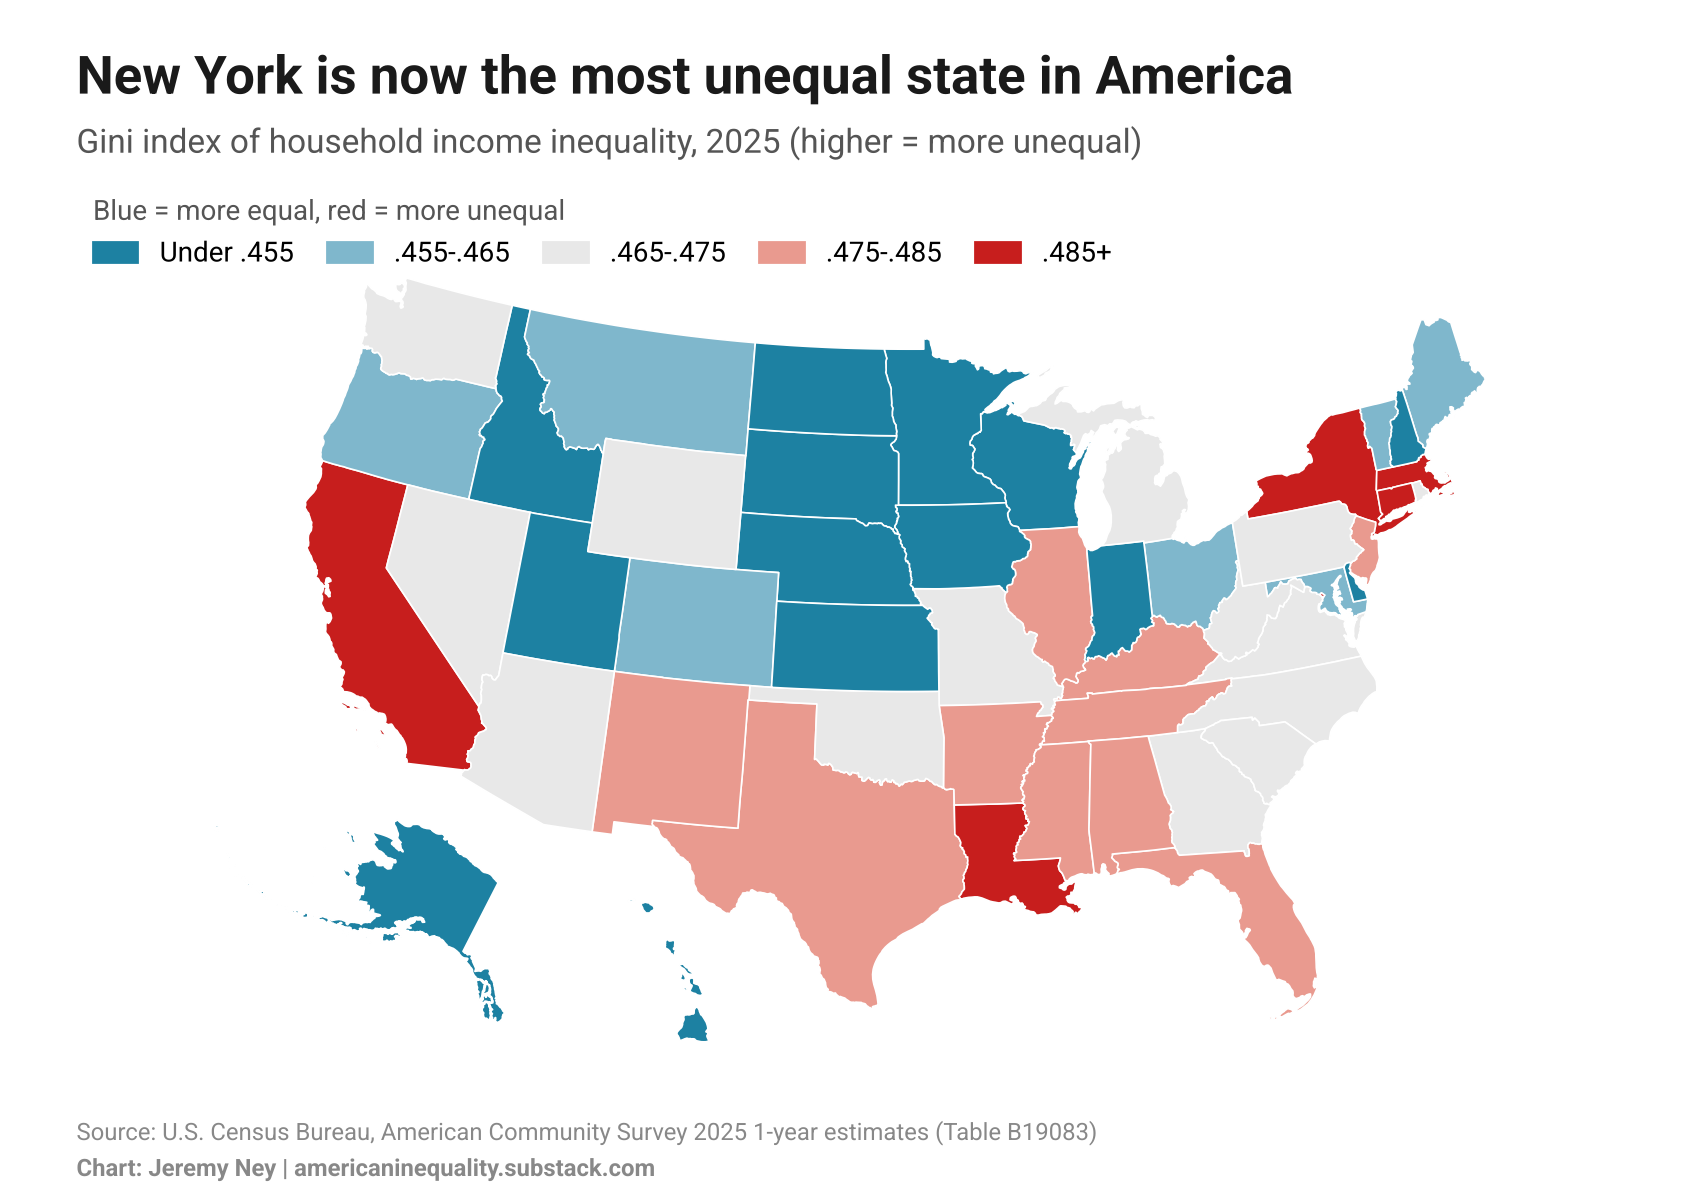 New York is now the most unequal state in America
Gini index of household income inequality, 2025 (higher = more unequal)
Blue = more equal, red = more unequal
Under .455 .455-.465 .465-.475 .475-.485 .485+
Source: U.S. Census Bureau, American Community Survey 2025 1-year estimates (Table B19083)
Chart: Jeremy Ney | americaninequality.substack.com